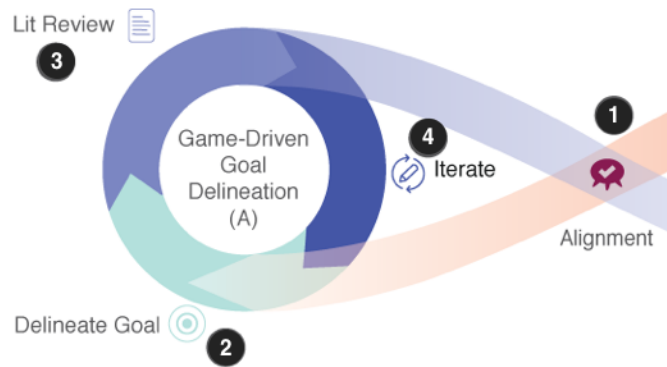 Lit Review
3
1
4
Game-Driven
Goal
Delineation
(A)
Iterate
Alignment
Delineate Goal
2